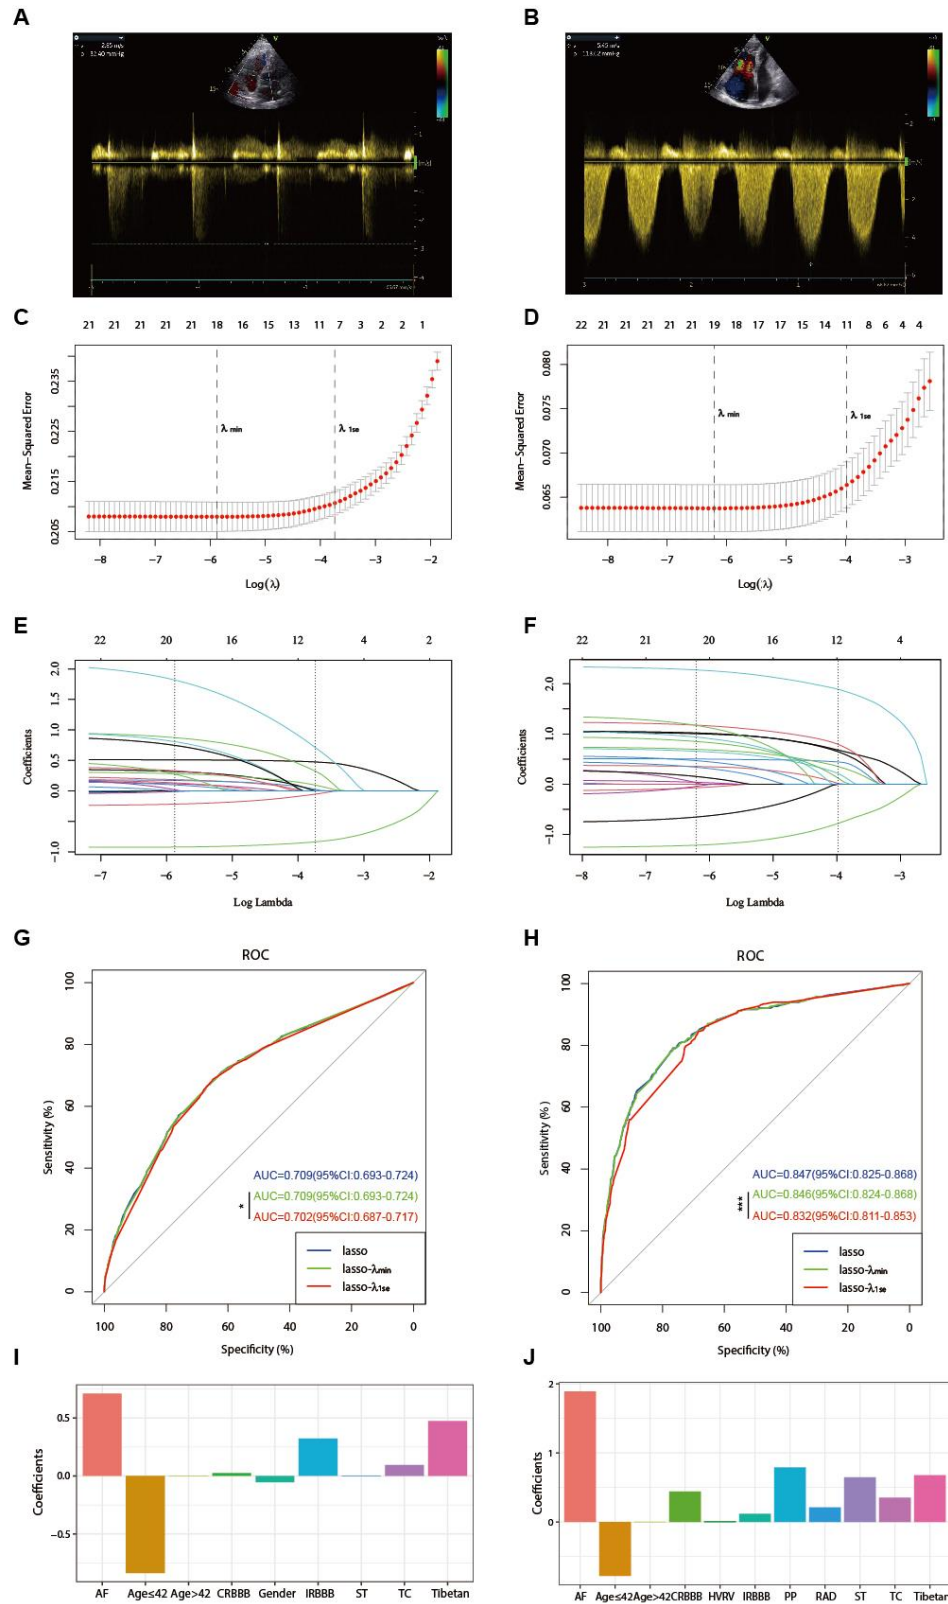 A
B
V
2.85 m/s
32.40 mmHg
5.45 m/s
C
21 21 21 21 21 18 16 15 13 11 7 3 2 2 1
Mean-Squared Error
0.235
0.225
0.215
0.205
λ min
λ 1se
-8 -7 -6 -5 -4 -3 -2
Log(λ)
D
22 21 21 21 21 19 18 17 17 15 14 11 8 6 4 4
Mean-Squared Error
0.080
0.075
0.070
0.065
λ min
λ 1se
-8 -7 -6 -5 -4 -3
Log(λ)
E
22 20 16 12 4 2
Coefficients
2.0
1.5
1.0
0.5
0.0
-1.0
-7 -6 -5 -4 -3 -2
Log Lambda
F
22 21 20 16 12 4
Coefficients
2.0
1.0
0.0
-1.0
-8 -7 -6 -5 -4 -3
Log Lambda
G
ROC
Sensitivity (%)
100
80
60
40
20
0
AUC=0.709(95%CI:0.693-0.724)
AUC=0.709(95%CI:0.693-0.724)
*
AUC=0.702(95%CI:0.687-0.717)
lasso
lasso-λmin
lasso-λ1se
100 80 60 40 20 0
Specificity (%)
H
ROC
Sensitivity (%)
100
80
60
40
20
0
AUC=0.847(95%CI:0.825-0.868)
AUC=0.846(95%CI:0.824-0.868)
***
AUC=0.832(95%CI:0.811-0.853)
lasso
lasso-λmin
lasso-λ1se
100 80 60 40 20 0
Specificity (%)
I
Coefficients
0.5
0.0
-0.5
AF Age≤42 Age>42 CRBBB Gender IRBBB ST TC Tibetan
J
Coefficients
2
1
0
AF Age≤42 Age>42 CRBBB HVRV IRBBB PP RAD ST TC Tibetan